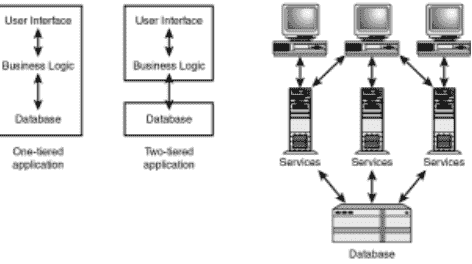 User Interface
Business Logic
Database
One-tiered
application
User Interface
Business Logic
Database
Two-tiered
application
Services
Services
Services
Database